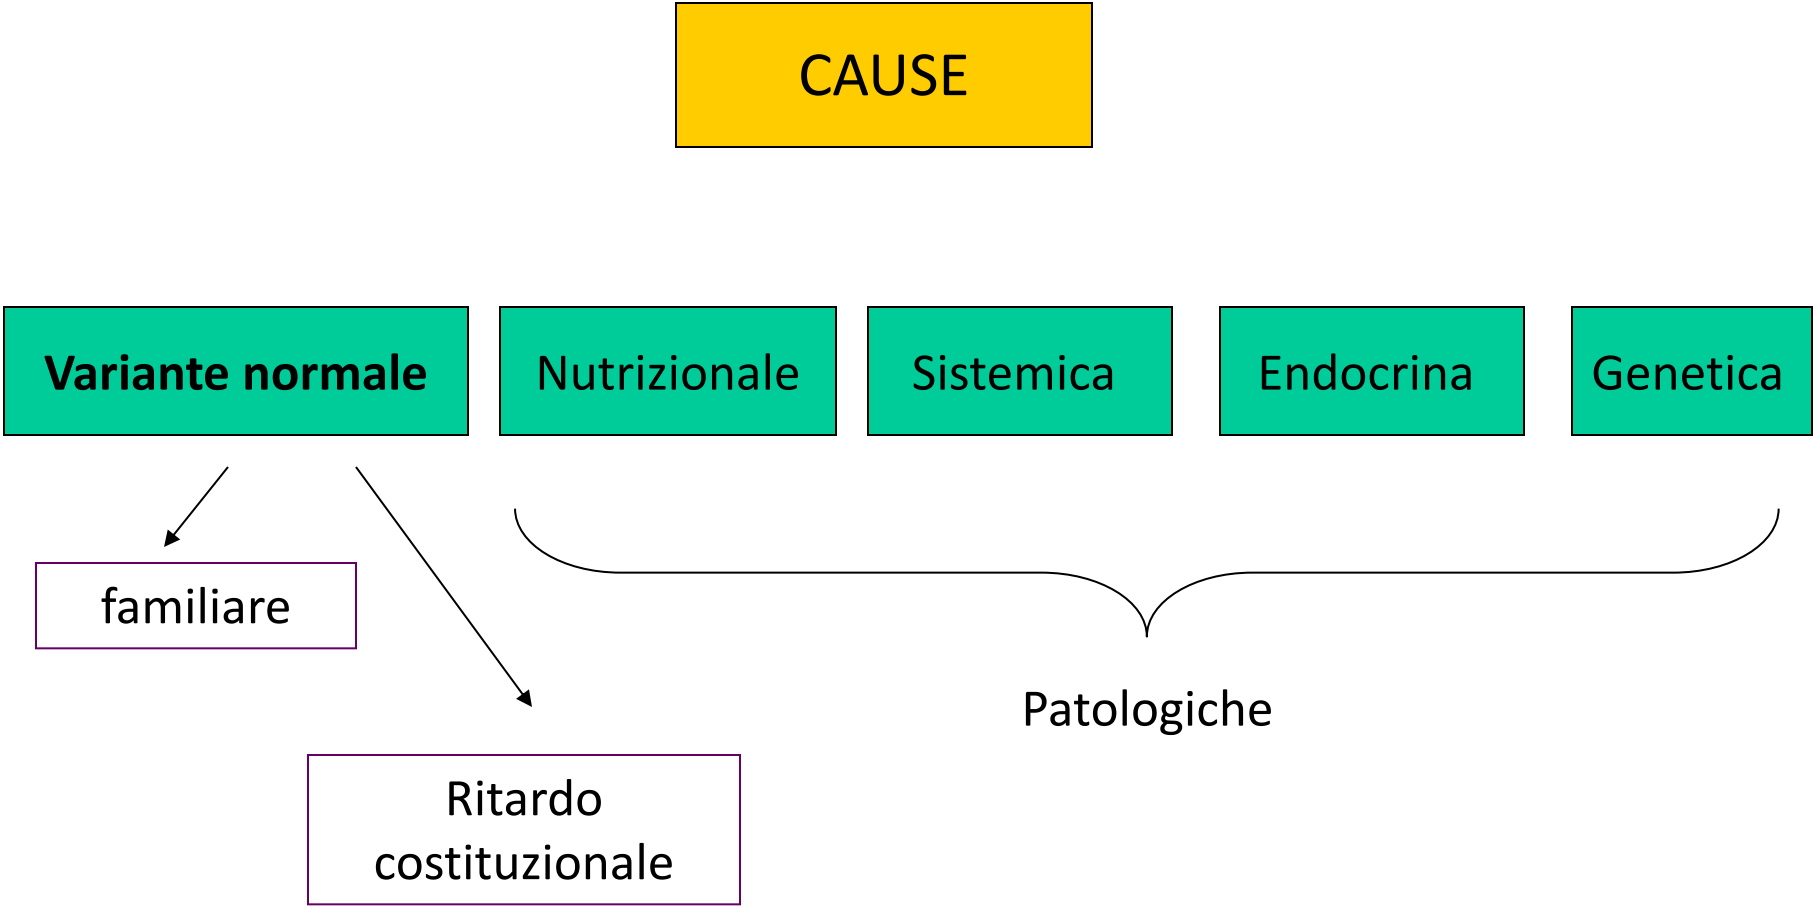 CAUSE
Variante normale
Nutrizionale
Sistemica
Endocrina
Genetica
familiare
Patologiche
Ritardo
costituzionale